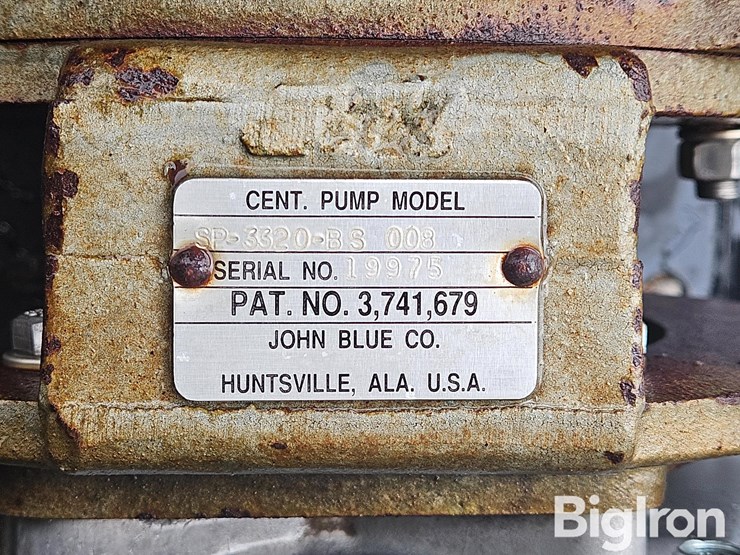 CENT. PUMP MODEL
SP-3320-BS 008
SERIAL NO. 19975
PAT. NO. 3,741,679
JOHN BLUE CO.
HUNTSVILLE, ALA. U.S.A.
BigIron